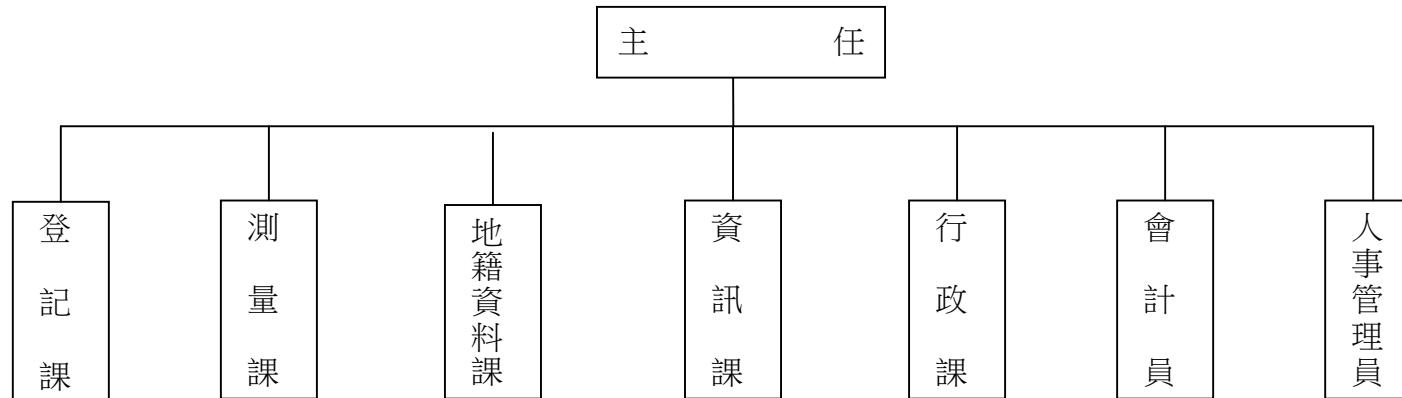 主任
登記課
測量課
地籍資料課
資訊課
行政課
會計員
人事管理員